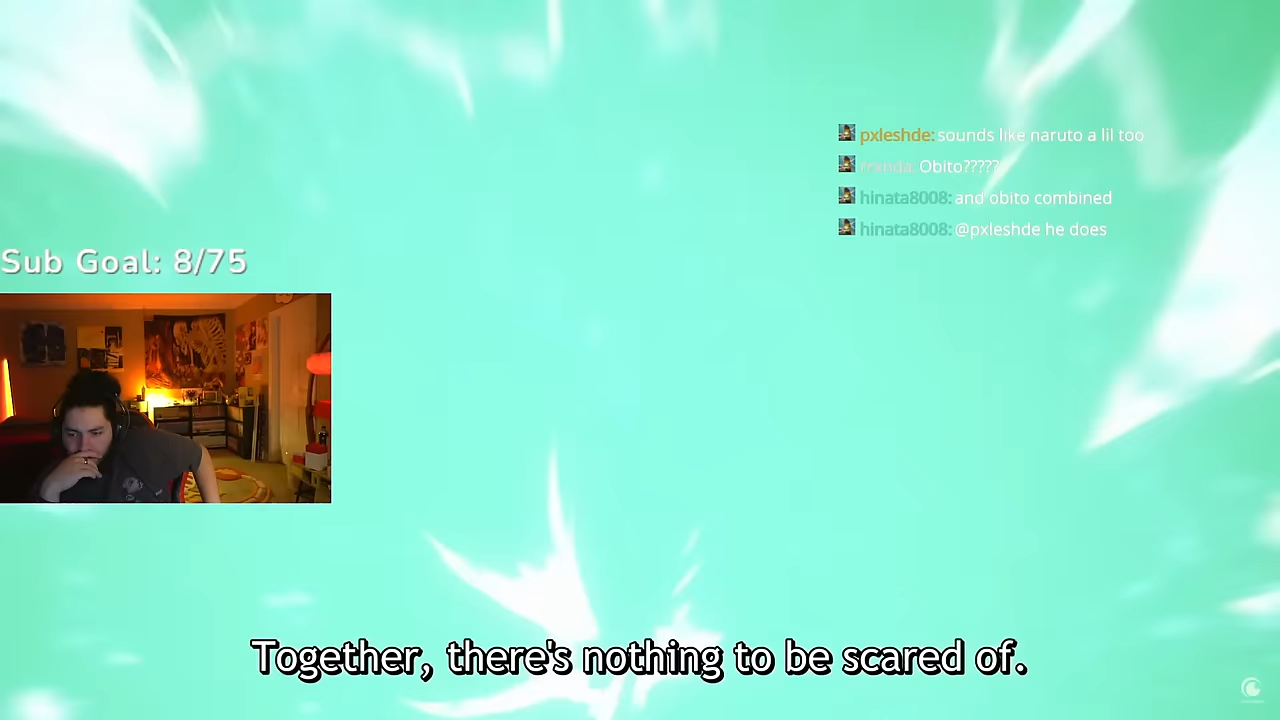 pxleshde: sounds like naruto a lil too
rrxnda: Obito?????
hinata8008: and obito combined
hinata8008: @pxleshde he does
Sub Goal: 8/75
Together, there's nothing to be scared of.